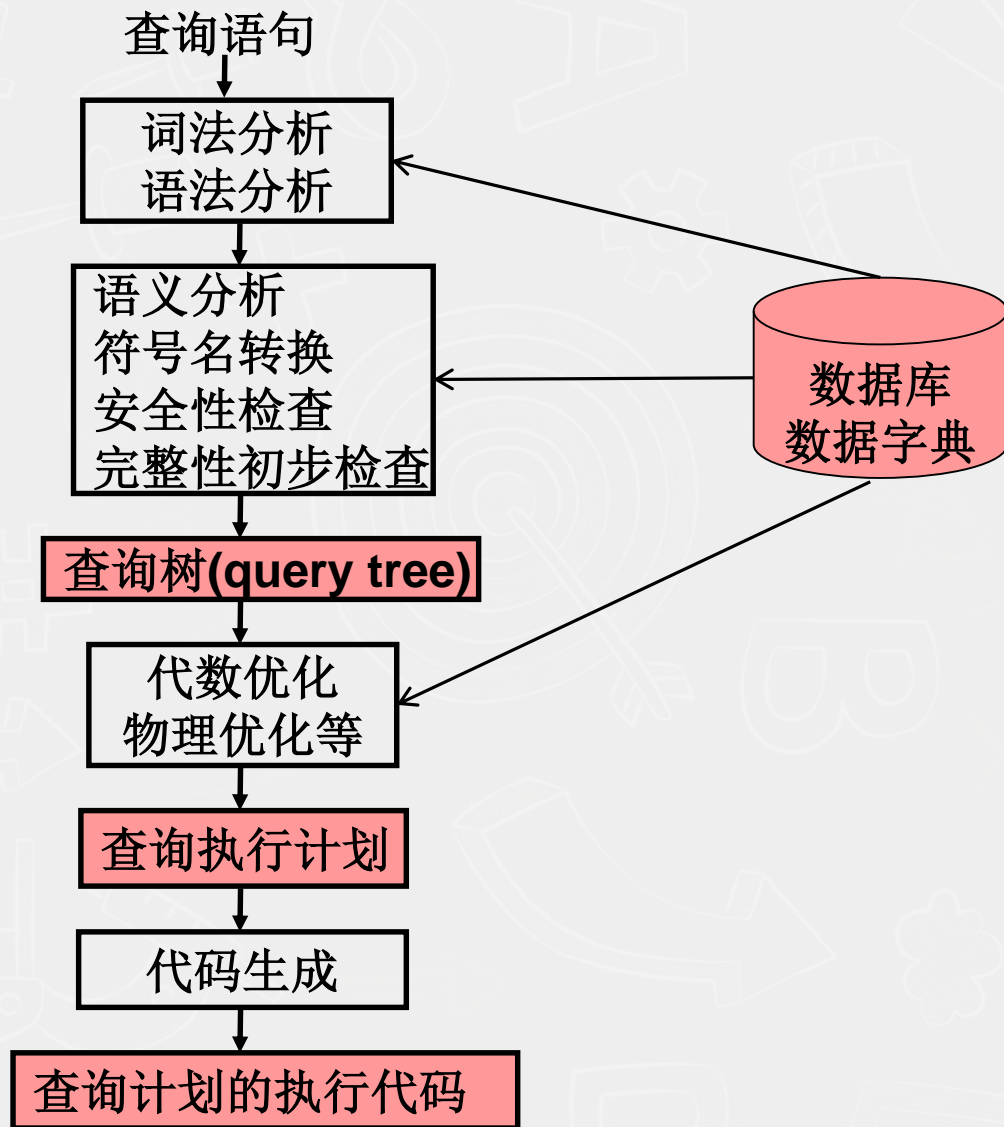 查询语句
词法分析
语法分析
语义分析
符号名转换
安全性检查
完整性初步检查
数据库
数据字典
查询树(query tree)
代数优化
物理优化等
查询执行计划
代码生成
查询计划的执行代码